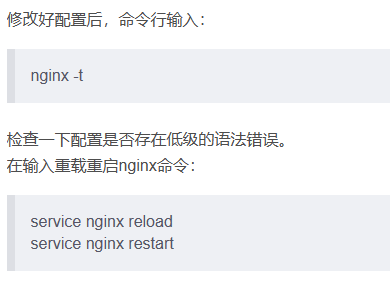 修改好配置后，命令行输入：
nginx -t
检查一下配置是否存在低级的语法错误。
在输入重载重启nginx命令：
service nginx reload
service nginx restart